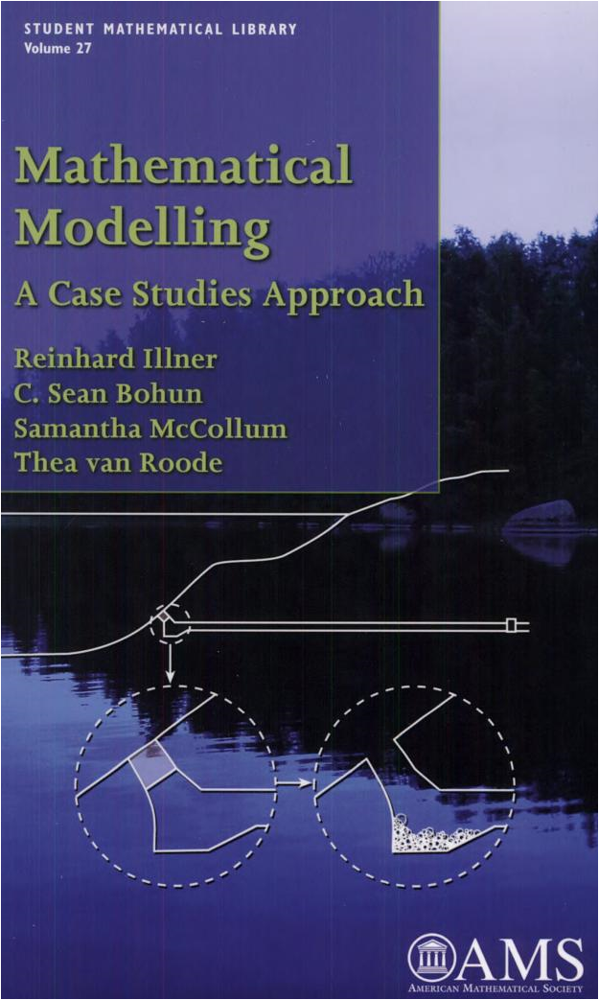 STUDENT MATHEMATICAL LIBRARY
Volume 27
Mathematical
Modelling
A Case Studies Approach
Reinhard Illner
C. Sean Bohun
Samantha McCollum
Thea van Roode
AMS
AMERICAN MATHEMATICAL SOCIETY